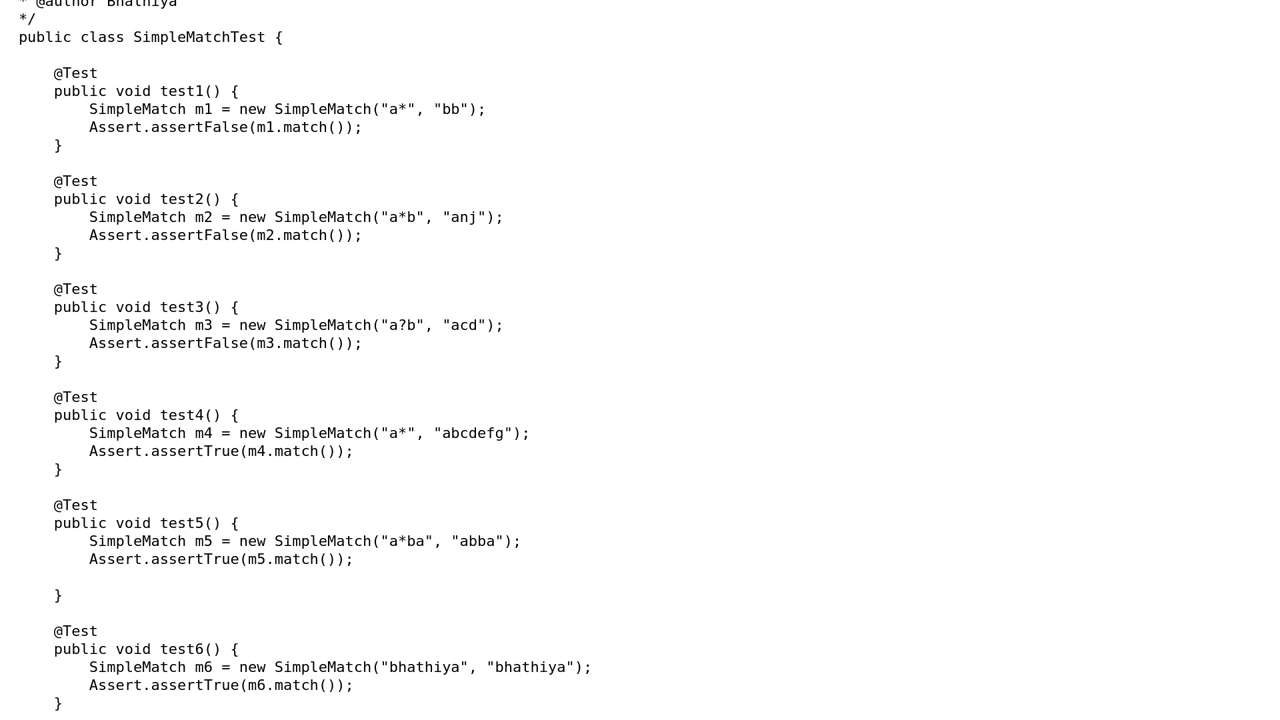 * @author Bhathiya
*/
public class SimpleMatchTest {
@Test
public void test1() {
SimpleMatch m1 = new SimpleMatch("a*", "bb");
Assert.assertFalse(m1.match());
}
@Test
public void test2() {
SimpleMatch m2 = new SimpleMatch("a*b", "anj");
Assert.assertFalse(m2.match());
}
@Test
public void test3() {
SimpleMatch m3 = new SimpleMatch("a?b", "acd");
Assert.assertFalse(m3.match());
}
@Test
public void test4() {
SimpleMatch m4 = new SimpleMatch("a*", "abcdefg");
Assert.assertTrue(m4.match());
}
@Test
public void test5() {
SimpleMatch m5 = new SimpleMatch("a*ba", "abba");
Assert.assertTrue(m5.match());
}
@Test
public void test6() {
SimpleMatch m6 = new SimpleMatch("bhathiya", "bhathiya");
Assert.assertTrue(m6.match());
}